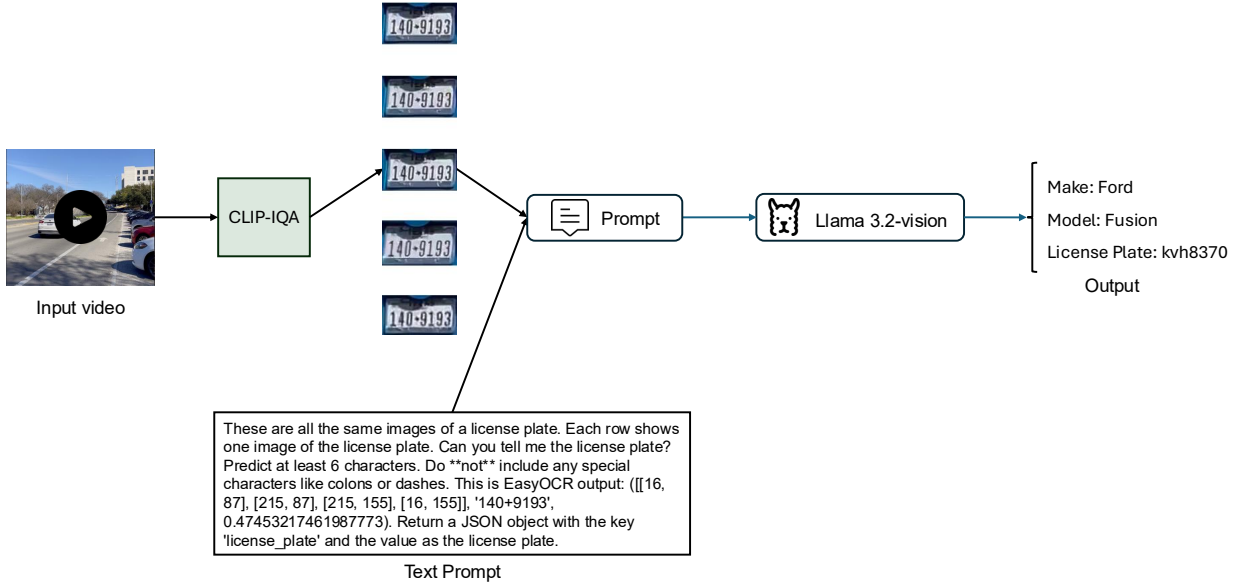 140•9193
140•9193
140•9193
140•9193
140•9193
CLIP-IQA
Prompt
Llama 3.2-vision
Make: Ford
Model: Fusion
License Plate: kvh8370
Output
Input video
These are all the same images of a license plate. Each row shows
one image of the license plate. Can you tell me the license plate?
Predict at least 6 characters. Do **not** include any special
characters like colons or dashes. This is EasyOCR output: ([[16,
87], [215, 87], [215, 155], [16, 155]], '140+9193',
0.47453217461987773). Return a JSON object with the key
'license_plate' and the value as the license plate.
Text Prompt